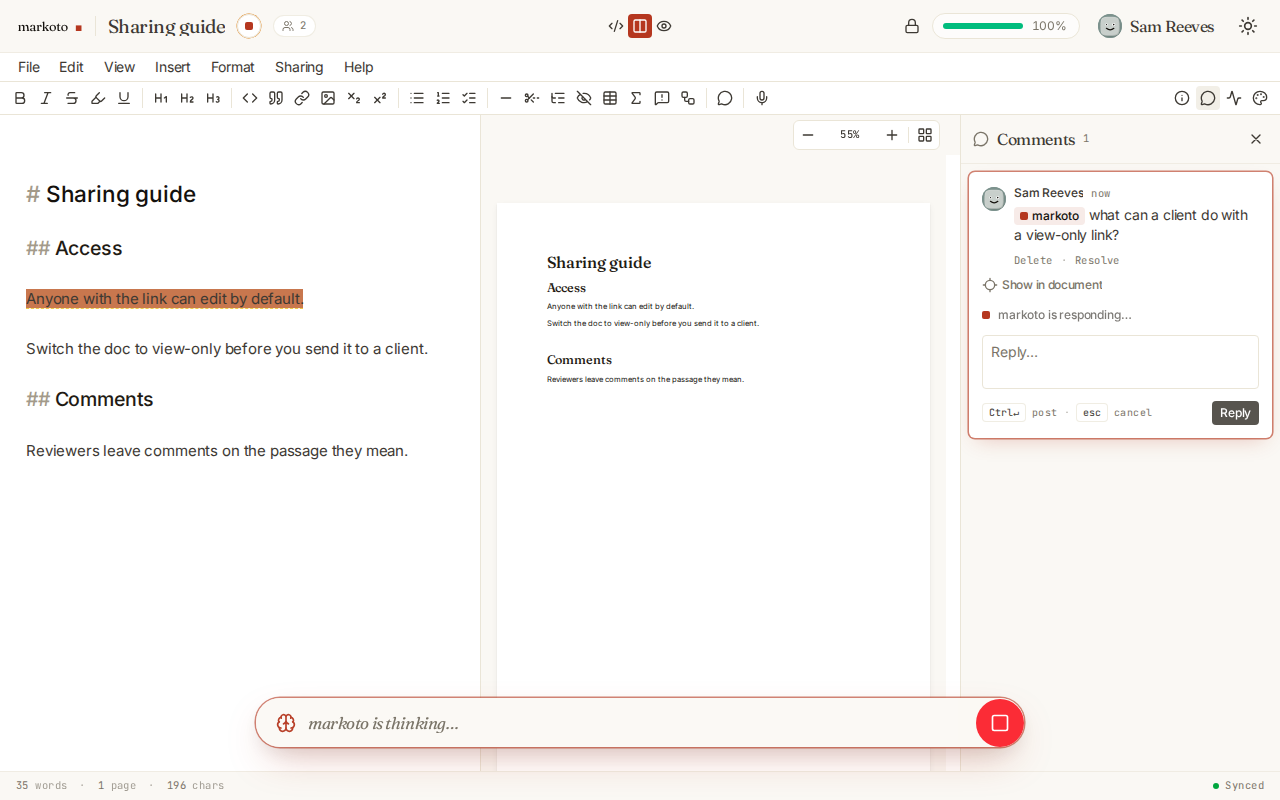 markoto
Sharing guide
2
100%
Sam Reeves
File Edit View Insert Format Sharing Help
H1 H2 H3
55%
Comments 1
# Sharing guide
## Access
Anyone with the link can edit by default.
Switch the doc to view-only before you send it to a client.
## Comments
Reviewers leave comments on the passage they mean.
Sharing guide
Access
Anyone with the link can edit by default.
Switch the doc to view-only before you send it to a client.
Comments
Reviewers leave comments on the passage they mean.
Sam Reeves now
markoto what can a client do with
a view-only link?
Delete · Resolve
Show in document
markoto is responding...
Reply...
Ctrl↵ post · esc cancel
Reply
markoto is thinking...
35 words · 1 page · 196 chars
Synced